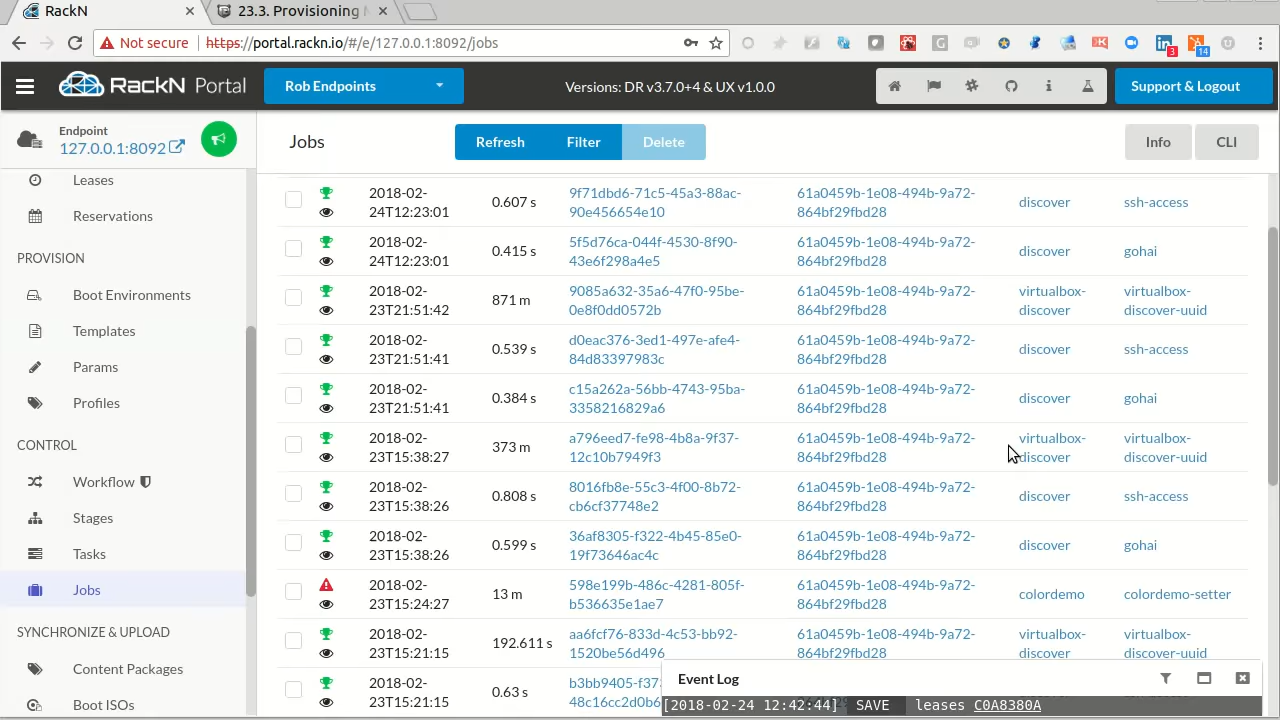 RackN
23.3. Provisioning M
Not secure https://portal.rackn.io/#/e/127.0.0.1:8092/jobs
3
14
RackN Portal
Rob Endpoints
Versions: DR v3.7.0+4 & UX v1.0.0
Support & Logout
Endpoint
127.0.0.1:8092
Leases
Reservations
PROVISION
Boot Environments
Templates
Params
Profiles
CONTROL
Workflow
Stages
Tasks
Jobs
SYNCHRONIZE & UPLOAD
Content Packages
Boot ISOs
Jobs
Refresh Filter Delete
Info CLI
2018-02- 9f71dbd6-71c5-45a3-88ac- 61a0459b-1e08-494b-9a72-
0.607 s discover ssh-access
24T12:23:01 90e456654e10 864bf29fbd28
2018-02- 5f5d76ca-044f-4530-8f90- 61a0459b-1e08-494b-9a72-
0.415 s discover gohai
24T12:23:01 43e6f298a4e5 864bf29fbd28
2018-02- 9085a632-35a6-47f0-95be- 61a0459b-1e08-494b-9a72- virtualbox- virtualbox-
871 m
23T21:51:42 0e8f0dd0572b 864bf29fbd28 discover discover-uuid
2018-02- d0eac376-3ed1-497e-afe4- 61a0459b-1e08-494b-9a72-
0.539 s discover ssh-access
23T21:51:41 84d83397983c 864bf29fbd28
2018-02- c15a262a-56bb-4743-95ba- 61a0459b-1e08-494b-9a72-
0.384 s discover gohai
23T21:51:41 3358216829a6 864bf29fbd28
2018-02- a796eed7-fe98-4b8a-9f37- 61a0459b-1e08-494b-9a72- virtualbox- virtualbox-
373 m
23T15:38:27 12c10b7949f3 864bf29fbd28 discover discover-uuid
2018-02- 8016fb8e-55c3-4f00-8b72- 61a0459b-1e08-494b-9a72-
0.808 s discover ssh-access
23T15:38:26 cb6cf37748e2 864bf29fbd28
2018-02- 36af8305-f322-4b45-85e0- 61a0459b-1e08-494b-9a72-
0.599 s discover gohai
23T15:38:26 19f73646ac4c 864bf29fbd28
2018-02- 598e199b-486c-4281-805f- 61a0459b-1e08-494b-9a72-
13 m colordemo colordemo-setter
23T15:24:27 b536635e1ae7 864bf29fbd28
2018-02- aa6fcf76-833d-4c53-bb92- 61a0459b-1e08-494b-9a72- virtualbox- virtualbox-
192.611 s
23T15:21:15 1520be56d496 864bf29fbd28 discover discover-uuid
2018-02- b3bb9405-f37
0.63 s
23T15:21:15 48c16cc2d0b6
Event Log
[2018-02-24 12:42:44] SAVE leases C0A8380A